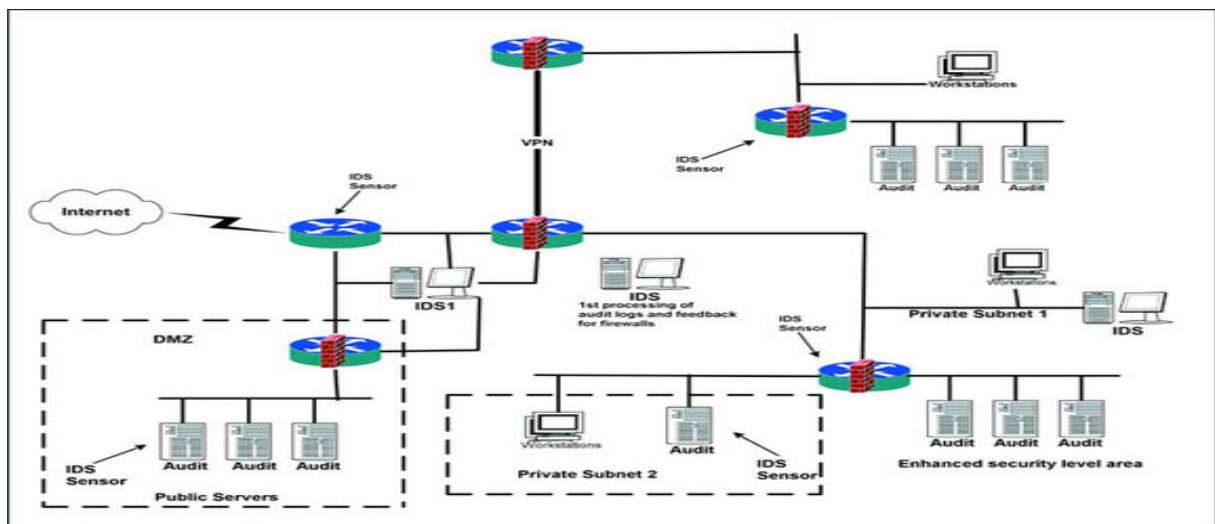 Workstations
VPN
IDS
Sensor
Audit
Audit
Audit
IDS
Sensor
Internet
IDS1
IDS
1st processing of
audit logs and feedback
for firewalls
Workstations
Private Subnet 1
IDS
IDS
Sensor
DMZ
IDS
Sensor
Audit
Audit
Audit
Public Servers
Workstations
Audit
IDS
Sensor
Private Subnet 2
Audit
Audit
Audit
Enhanced security level area